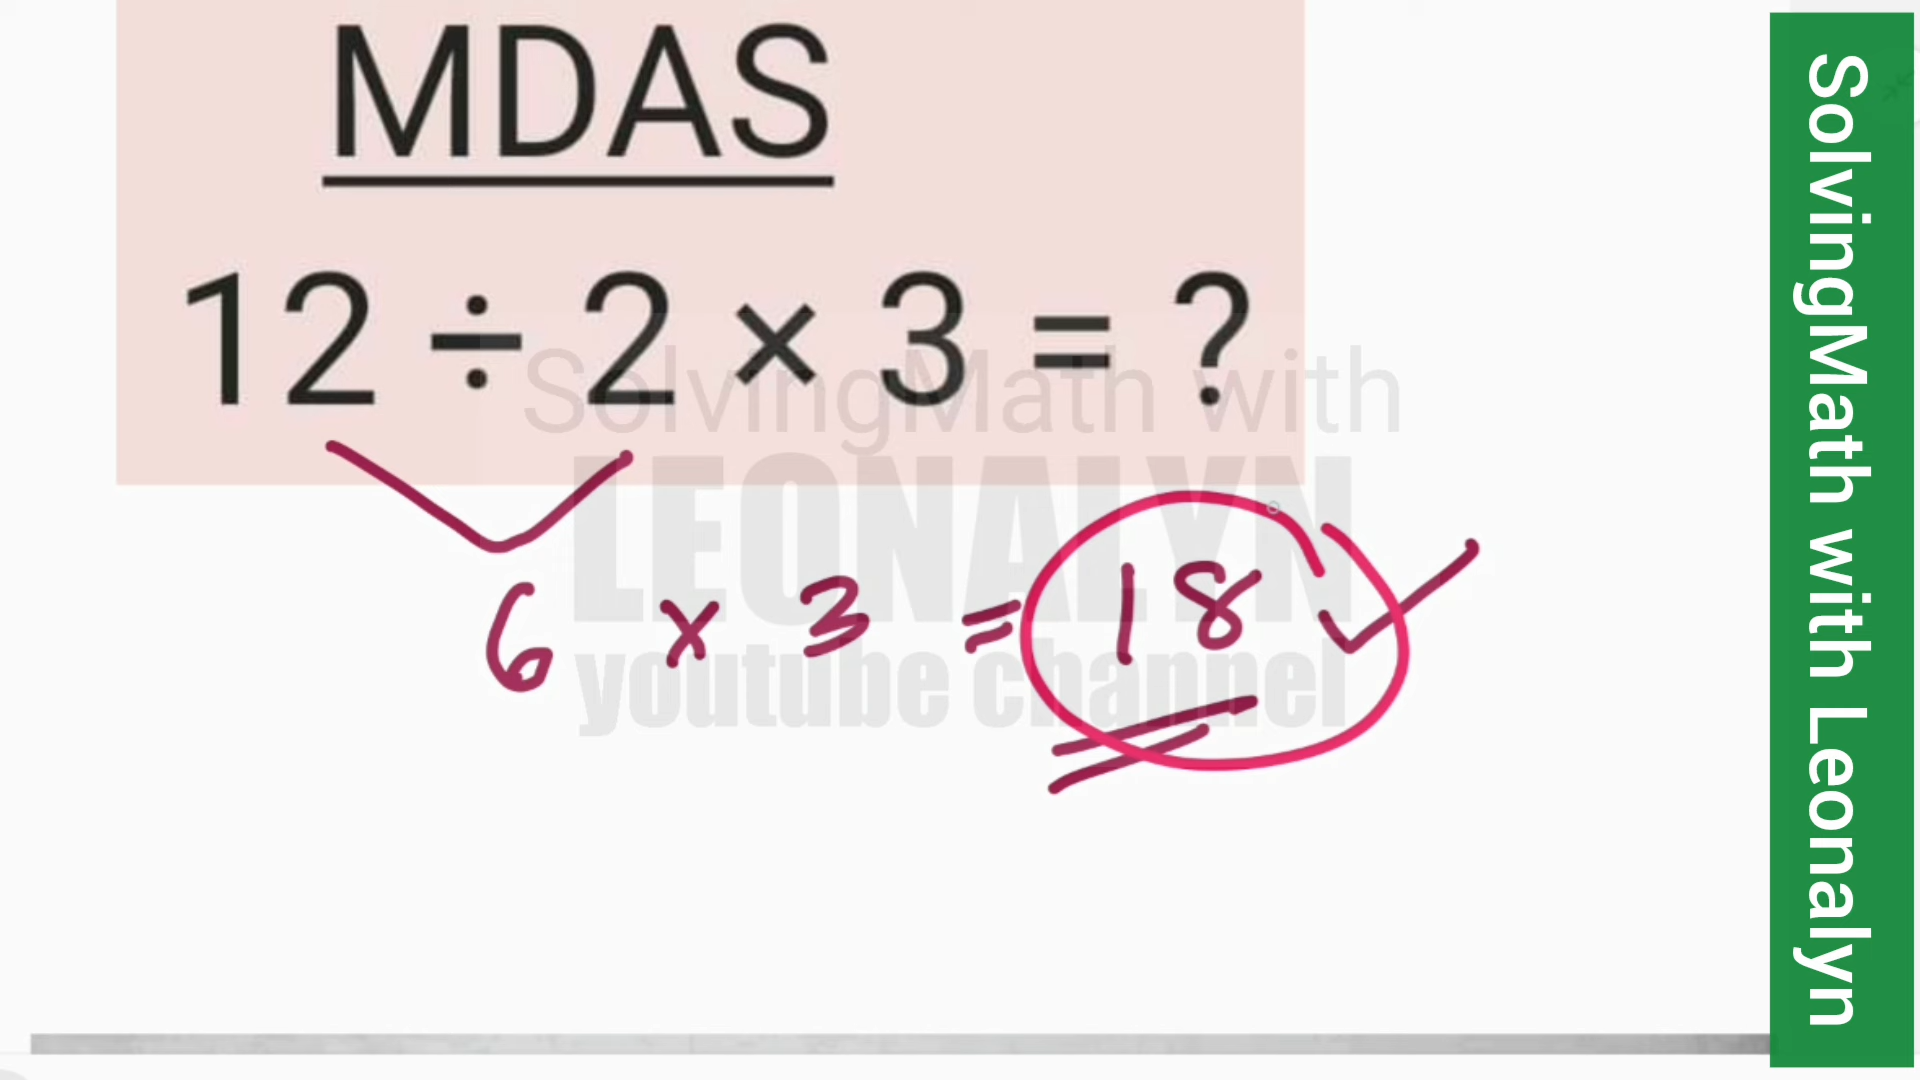 MDAS
12 ÷ 2 × 3 = ?
SolvingMath with
LEONALYN
youtube channel
6 x 3 = 18
SolvingMath with Leonalyn